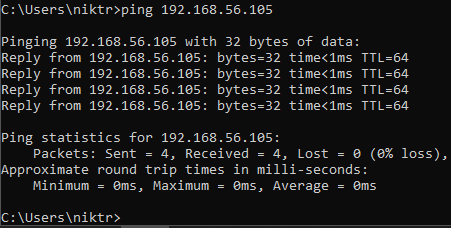 C:\Users\niktr>ping 192.168.56.105
Pinging 192.168.56.105 with 32 bytes of data:
Reply from 192.168.56.105: bytes=32 time<1ms TTL=64
Reply from 192.168.56.105: bytes=32 time<1ms TTL=64
Reply from 192.168.56.105: bytes=32 time<1ms TTL=64
Reply from 192.168.56.105: bytes=32 time<1ms TTL=64
Ping statistics for 192.168.56.105:
    Packets: Sent = 4, Received = 4, Lost = 0 (0% loss),
Approximate round trip times in milli-seconds:
    Minimum = 0ms, Maximum = 0ms, Average = 0ms
C:\Users\niktr>